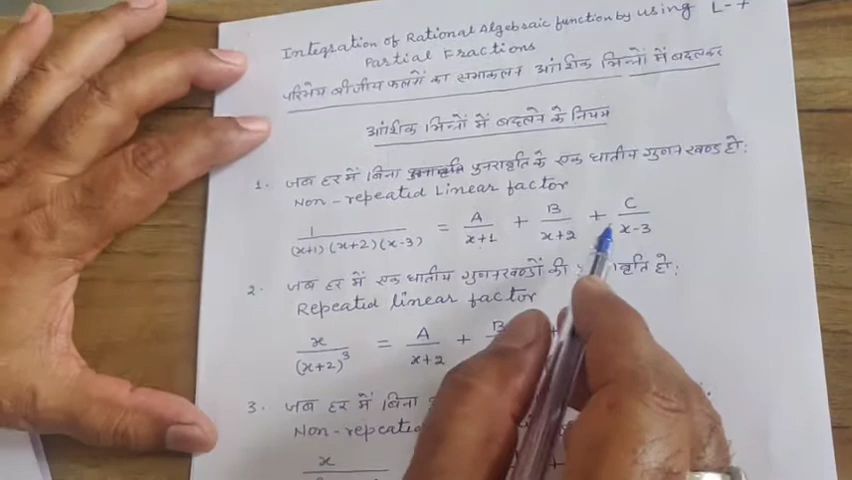 Integration of Rational Algebraic function by using L-7
Partial Fractions
परिमेय बीजीय फलनों का समाकलन आंशिक भिन्नों में बदलकर
आंशिक भिन्नों में बदलने के नियम
1. जब हर में बिना पुनरावृति के एक घातीय गुणनखण्ड हो:
Non-repeated Linear factor
1/(x+1)(x+2)(x-3) = A/x+1 + B/x+2 + C/x-3
2. जब हर में एक घातीय गुणनखण्डों की हो:
Repeated linear factor
x/(x+2)³ = A/x+2 + B
3. जब हर में बिना
Non-repeated
x